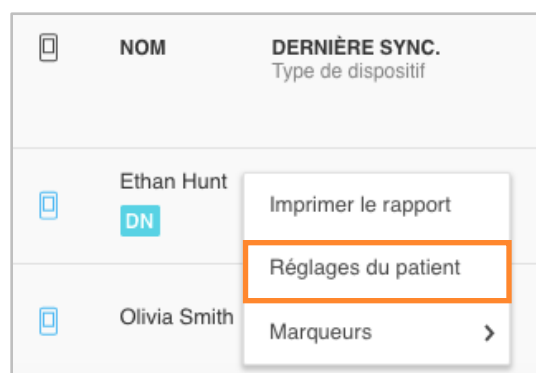 NOM
DERNIÈRE SYNC.
Type de dispositif
Ethan Hunt
DN
Imprimer le rapport
Réglages du patient
Olivia Smith
Marqueurs